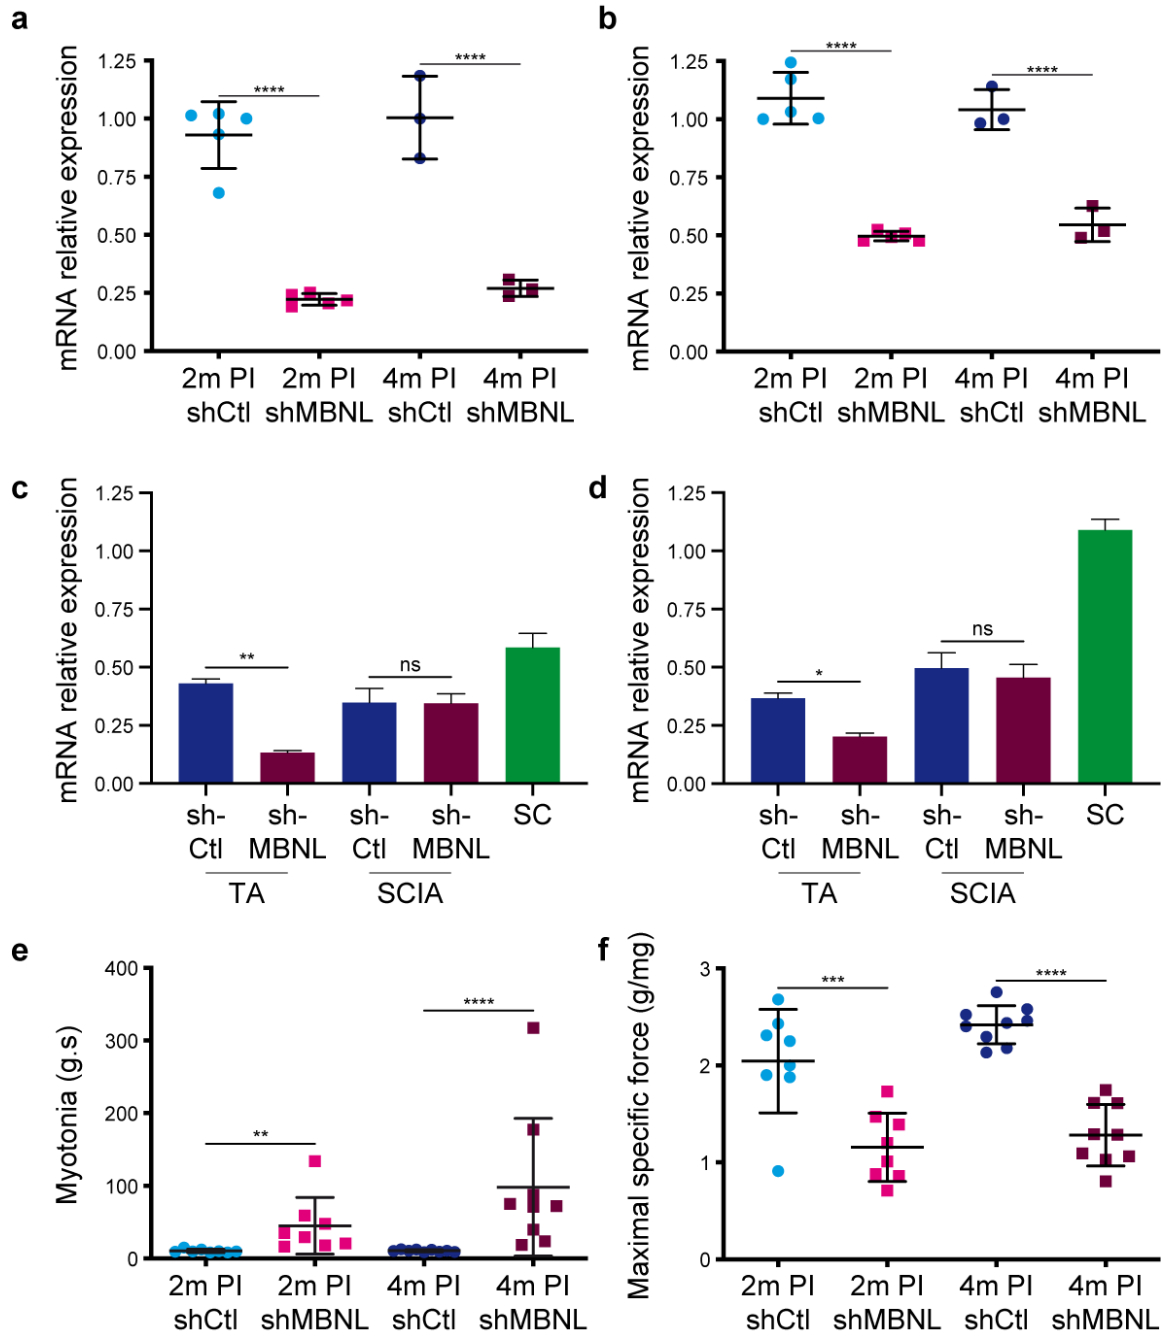 a
mRNA relative expression
1.25
1.00
0.75
0.50
0.25
0.00
****
****
2m PI
shCtl
2m PI
shMBNL
4m PI
shCtl
4m PI
shMBNL
b
mRNA relative expression
1.25
1.00
0.75
0.50
0.25
0.00
****
****
2m PI
shCtl
2m PI
shMBNL
4m PI
shCtl
4m PI
shMBNL
c
mRNA relative expression
1.25
1.00
0.75
0.50
0.25
0.00
**
ns
sh-
Ctl
sh-
MBNL
sh-
Ctl
sh-
MBNL
SC
TA
SCIA
d
mRNA relative expression
1.25
1.00
0.75
0.50
0.25
0.00
*
ns
sh-
Ctl
sh-
MBNL
sh-
Ctl
sh-
MBNL
SC
TA
SCIA
e
Myotonia (g.s)
400
300
200
100
0
**
****
2m PI
shCtl
2m PI
shMBNL
4m PI
shCtl
4m PI
shMBNL
f
Maximal specific force (g/mg)
3
2
1
0
***
****
2m PI
shCtl
2m PI
shMBNL
4m PI
shCtl
4m PI
shMBNL